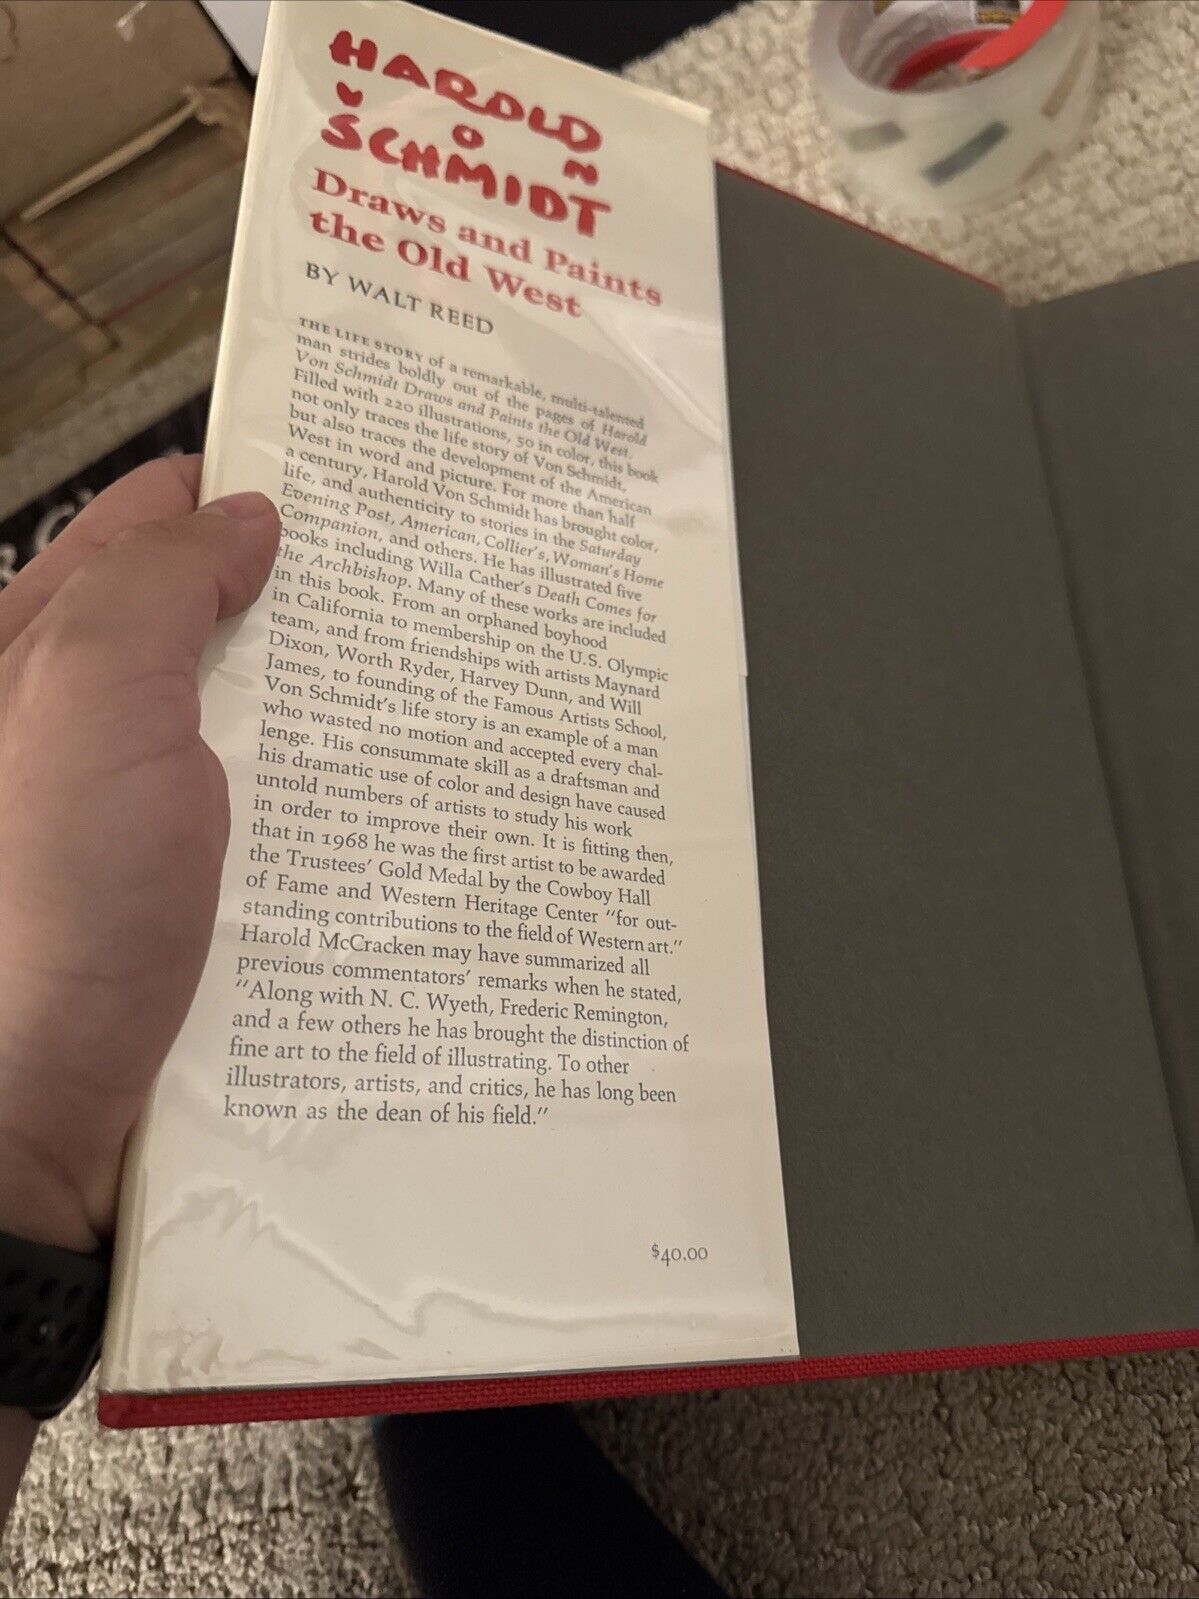 HAROLD
VON
SCHMIDT
Draws and Paints
the Old West
BY WALT REED
THE LIFE STORY of a remarkable, multi-talented
man strides boldly out of the pages of Harold
Von Schmidt Draws and Paints the Old West.
Filled with 220 illustrations, 50 in color, this book
not only traces the life story of Von Schmidt,
but also traces the development of the American
West in word and picture. For more than half
a century, Harold Von Schmidt has brought color,
life, and authenticity to stories in the Saturday
Evening Post, American, Collier's, Woman's Home
Companion, and others. He has illustrated five
books including Willa Cather's Death Comes for
the Archbishop. Many of these works are included
in this book. From an orphaned boyhood
in California to membership on the U.S. Olympic
team, and from friendships with artists Maynard
Dixon, Worth Ryder, Harvey Dunn, and Will
James, to founding of the Famous Artists School,
Von Schmidt's life story is an example of a man
who wasted no motion and accepted every chal-
lenge. His consummate skill as a draftsman and
his dramatic use of color and design have caused
untold numbers of artists to study his work
in order to improve their own. It is fitting then,
that in 1968 he was the first artist to be awarded
the Trustees' Gold Medal by the Cowboy Hall
of Fame and Western Heritage Center "for out-
standing contributions to the field of Western art."
Harold McCracken may have summarized all
previous commentators' remarks when he stated,
"Along with N. C. Wyeth, Frederic Remington,
and a few others he has brought the distinction of
fine art to the field of illustrating. To other
illustrators, artists, and critics, he has long been
known as the dean of his field."
$40.00